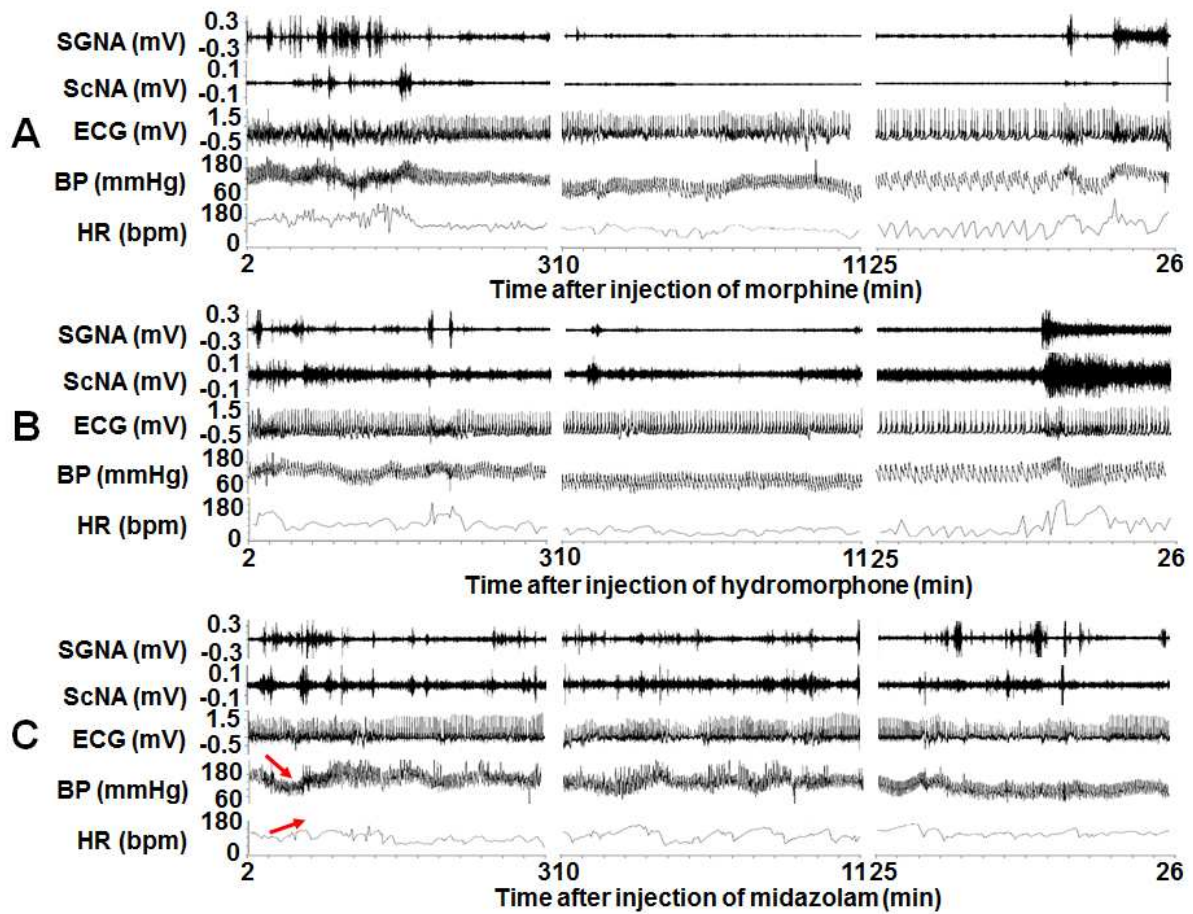 SGNA (mV) 0.3 -0.3
ScNA (mV) 0.1 -0.1
A ECG (mV) 1.5 -0.5
BP (mmHg) 180 60
HR (bpm) 180 0
2 310 1125 26
Time after injection of morphine (min)
SGNA (mV) 0.3 -0.3
ScNA (mV) 0.1 -0.1
B ECG (mV) 1.5 -0.5
BP (mmHg) 180 60
HR (bpm) 180 0
2 310 1125 26
Time after injection of hydromorphone (min)
SGNA (mV) 0.3 -0.3
ScNA (mV) 0.1 -0.1
C ECG (mV) 1.5 -0.5
BP (mmHg) 180 60
HR (bpm) 180 0
2 310 1125 26
Time after injection of midazolam (min)